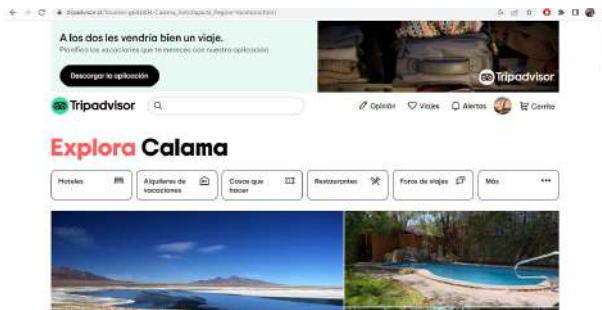 A los dos les vendría bien un viaje.
Planifica las vacaciones que te mereces con nuestra aplicación.
Descargar la aplicación
Tripadvisor
Tripadvisor
Opinión
Viajes
Alertas
Carrito
Explora Calama
Hoteles
Alquileres de
vacaciones
Cosas que
hacer
Restaurantes
Foros de viajes
Más